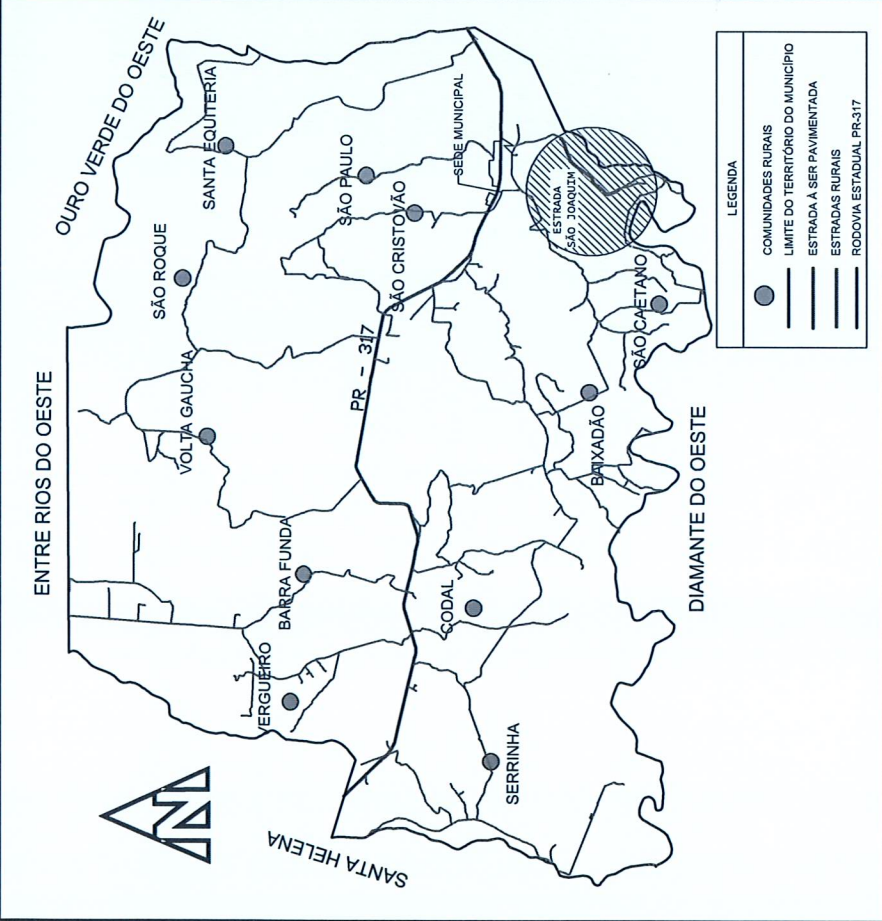 OURO VERDE DO OESTE
SANTA EQUITERIA
SÃO PAULO
SEDE MUNICIPAL
SÃO CRISTOVÃO
ESTRADA
SÃO JOAQUIM
SÃO ROQUE
SÃO CAETANO
ENTRE RIOS DO OESTE
VOLTA GAUCHA
PR - 317
BAIXADÃO
DIAMANTE DO OESTE
BARRA FUNDA
CODAL
VERGUEIRO
SERRINHA
SANTA HELENA
N
LEGENDA
COMUNIDADES RURAIS
LIMITE DO TERRITÓRIO DO MUNICÍPIO
ESTRADA À SER PAVIMENTADA
ESTRADAS RURAIS
RODOVIA ESTADUAL PR-317